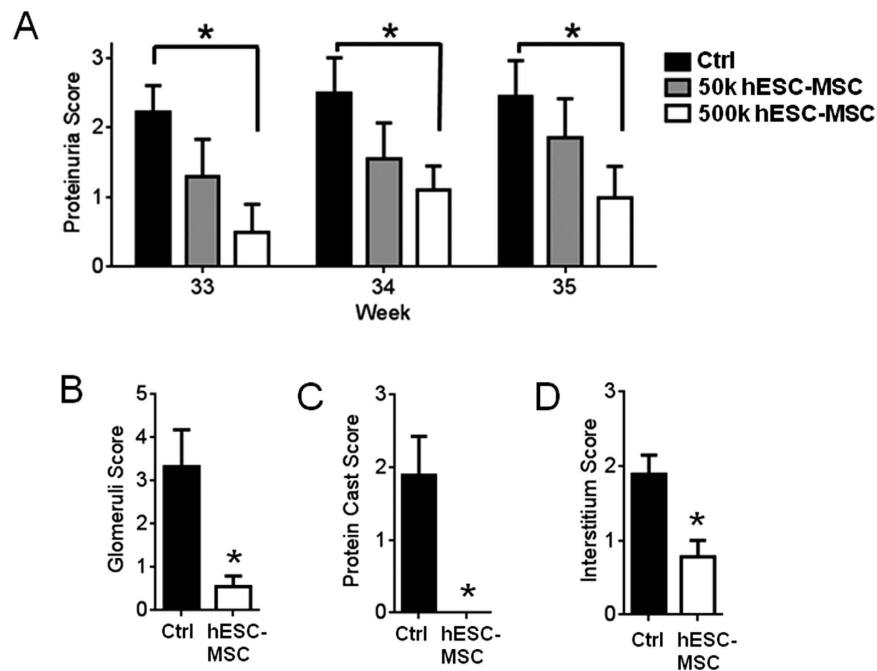 A
Proteinuria Score
3
2
1
0
*
*
*
33
34
35
Week
Ctrl
50k hESC-MSC
500k hESC-MSC
B
Glomeruli Score
5
4
3
2
1
0
*
Ctrl hESC-
MSC
C
Protein Cast Score
3
2
1
0
*
Ctrl hESC-
MSC
D
Interstitium Score
3
2
1
0
*
Ctrl hESC-
MSC